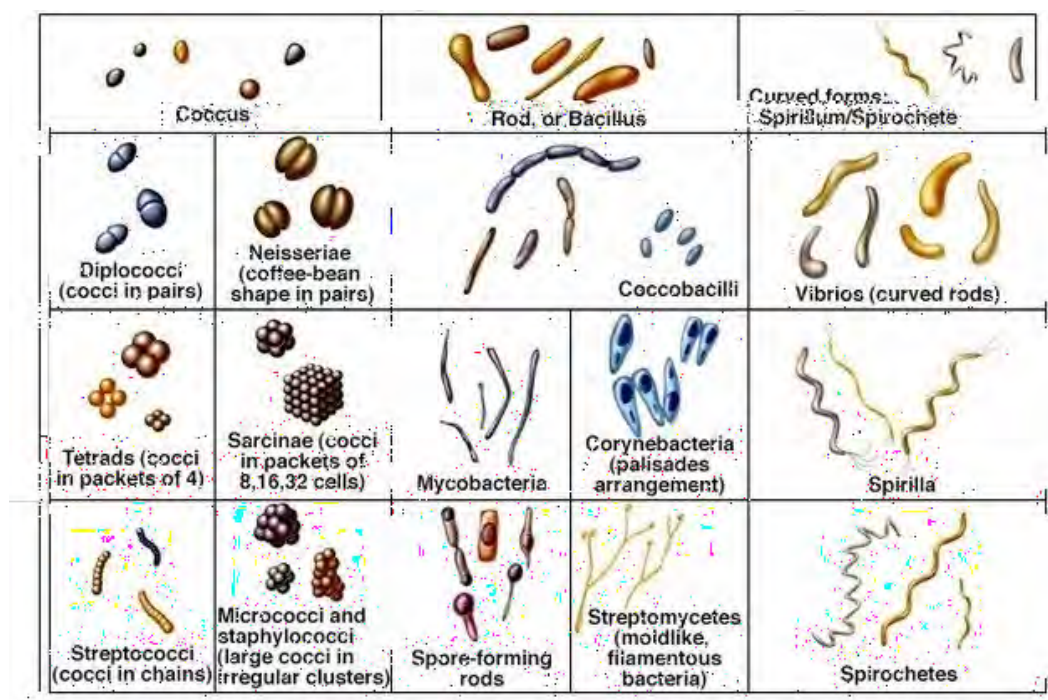 Coccus
Rod, or Bacillus
Curved forms:
Spirillum/Spirochete
Diplococci
(cocci in pairs)
Neisseriae
(coffee-bean
shape in pairs)
Coccobacilli
Vibrios (curved rods)
Tetrads (cocci
in packets of 4)
Sarcinae (cocci
in packets of
8,16,32 cells)
Mycobacteria
Corynebacteria
(palisades
arrangement)
Spirilla
Streptococci
(cocci in chains)
Micrococci and
staphylococci
(large cocci in
irregular clusters)
Spore-forming
rods
Streptomycetes
(moldlike,
filamentous
bacteria)
Spirochetes